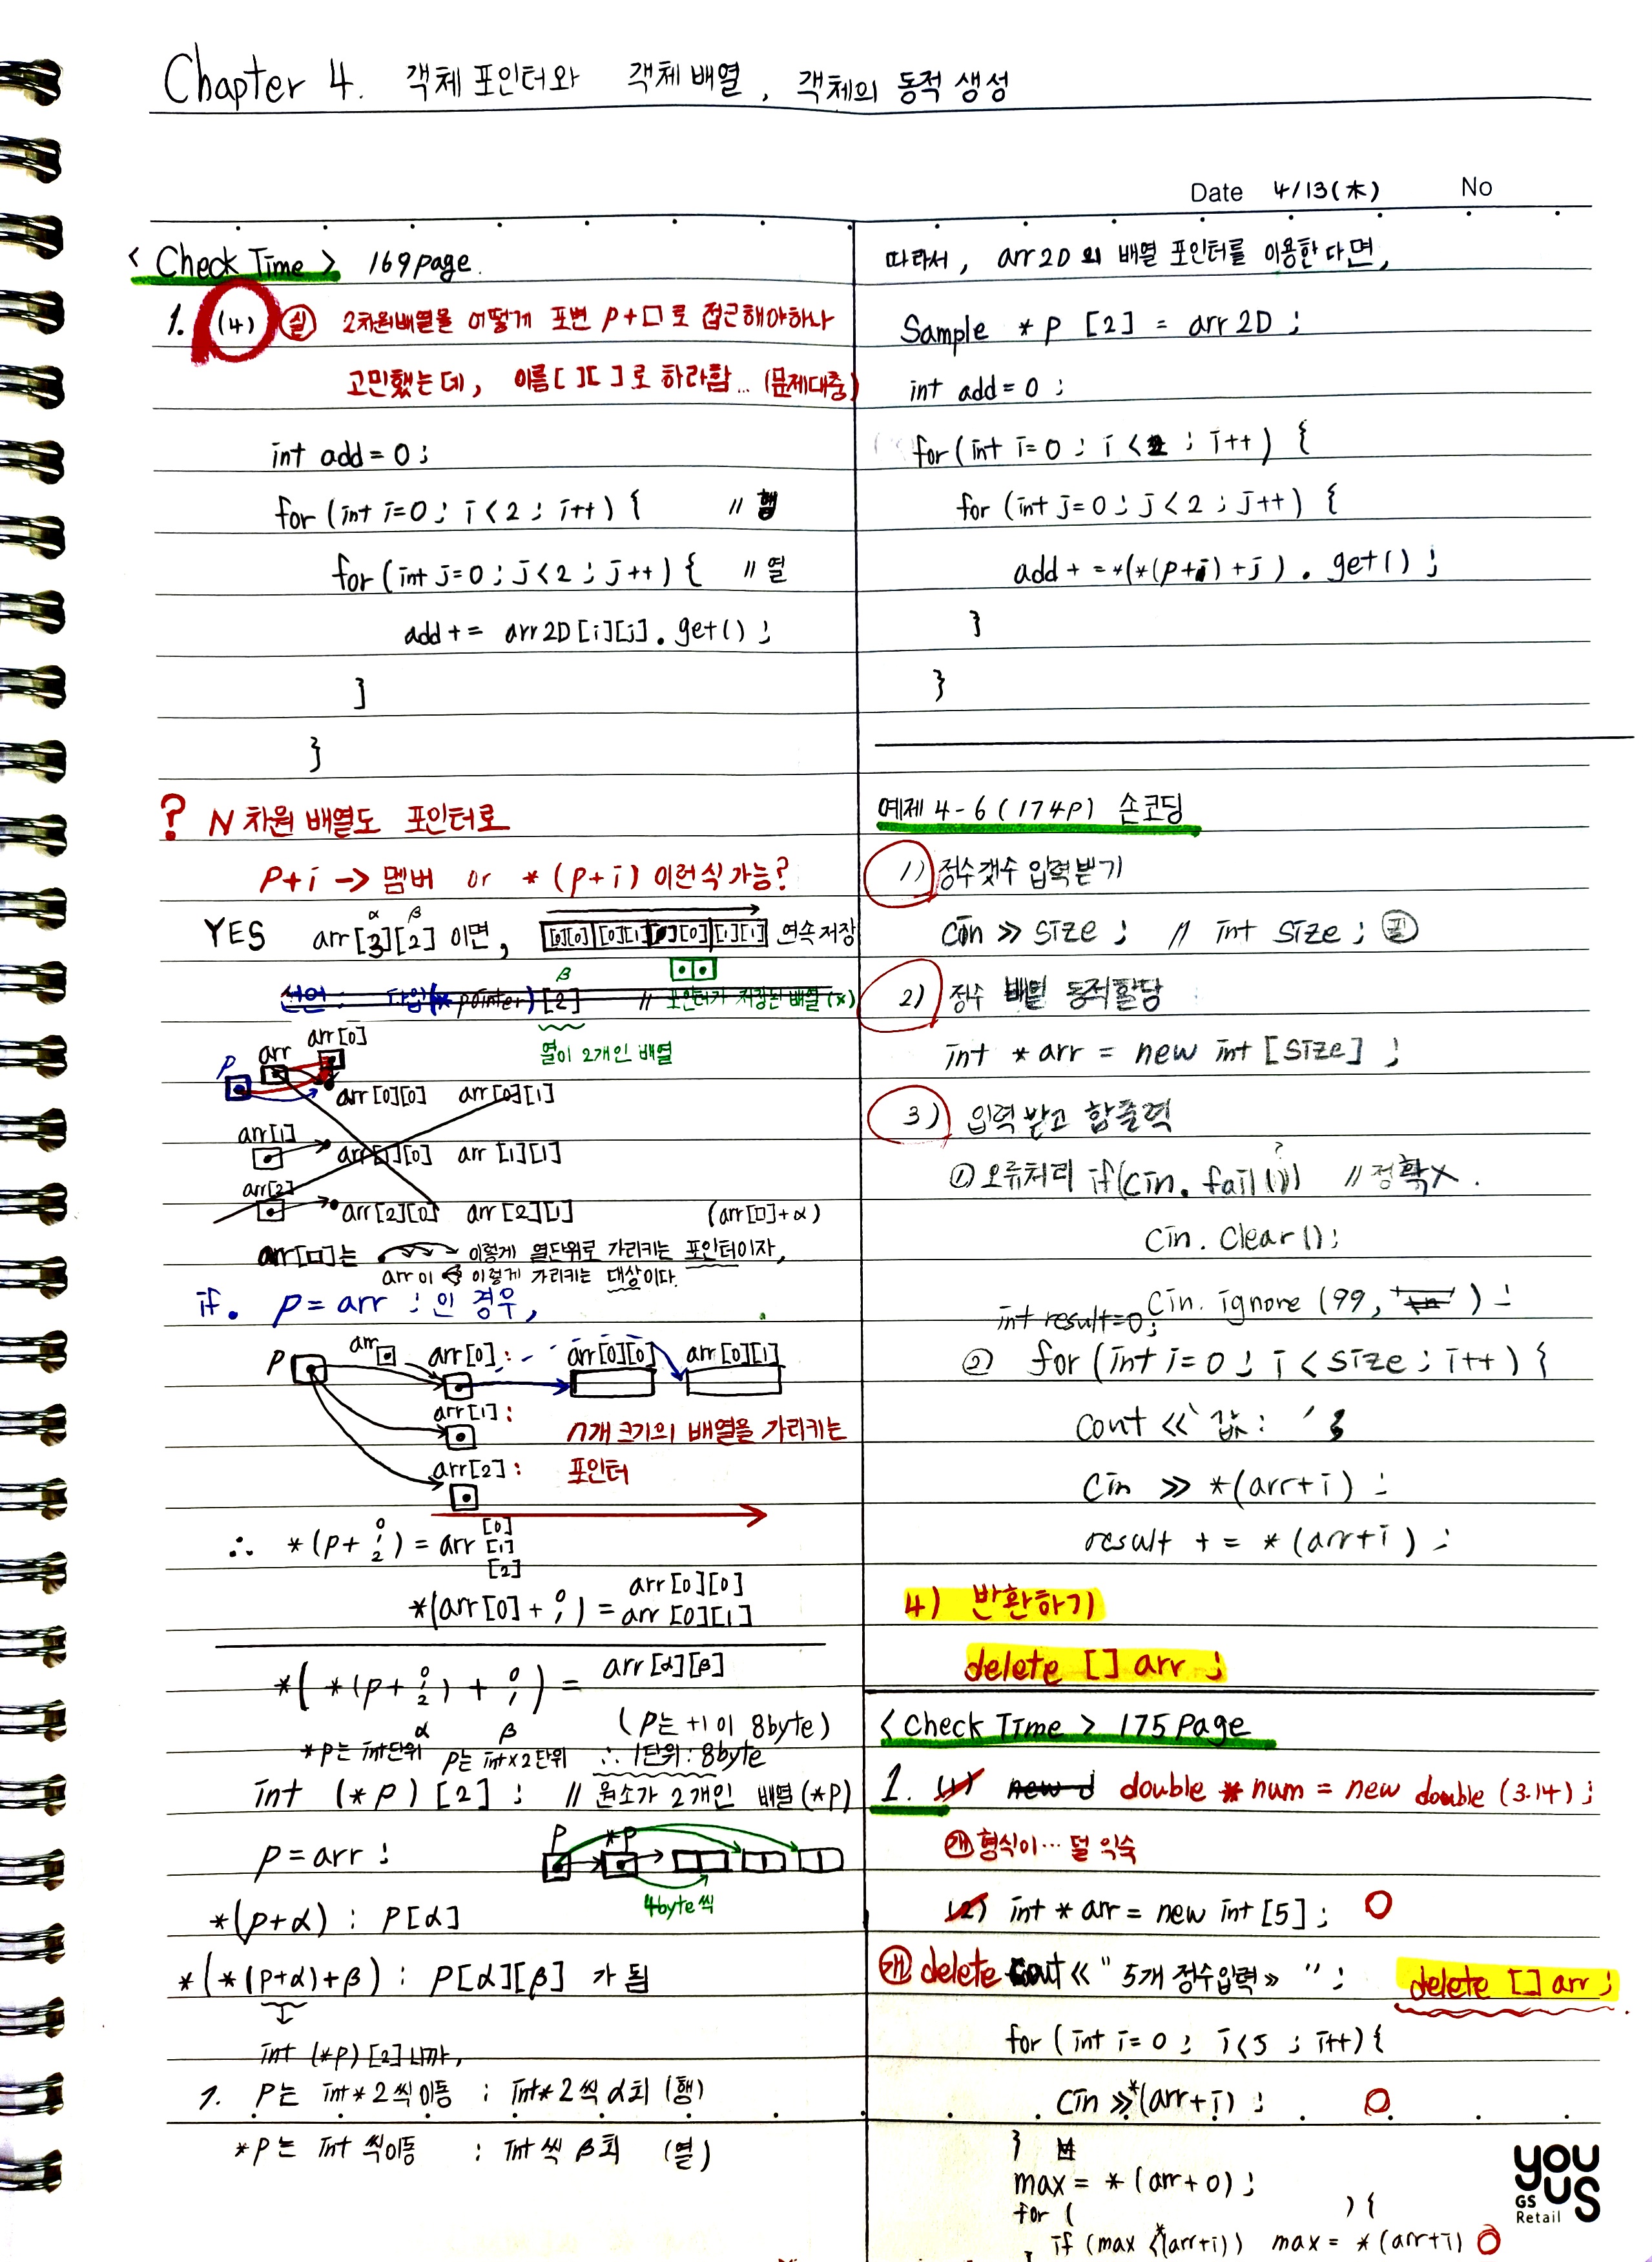 Chapter 4. 객체 포인터와 객체 배열, 객체의 동적 생성
Date 4/13(木) No
< Check Time > 169page.
1. (4) 실 2차원배열을 어떻게 포변 p+□로 접근해야하나
고민했는데, 이름[ ][ ]로 하라함... (문제대충)
int add = 0;
for (int i=0; i<2; i++) { // 행
for (int j=0; j<2; j++) { // 열
add += arr2D[i][j].get();
}
}
? N차원 배열도 포인터로
P+i -> 멤버 or *(p+i) 이런식 가능?
YES arr[3][2] 이면, [0][0] [0][1] [1][0] [1][1] 연속 저장
α β
β
선언: 타입(*pointer)[2] // 포인터가 저장된 배열(x)
열이 2개인 배열
P arr arr[0]
arr[0][0] arr[0][1]
arr[1]
arr[1][0] arr[1][1]
arr[2]
arr[2][0] arr[2][1] (arr[□]+α)
arr[□]는 이렇게 열단위로 가리키는 포인터이자,
arr이 이렇게 가리키는 대상이다.
if. p = arr ; 인 경우,
P arr arr[0]: arr[0][0] arr[0][1]
arr[1]: n개 크기의 배열을 가리키는
arr[2]: 포인터
∴ *(p+ 0 1 2) = arr [0] [1] [2]
*(arr[0] + 0 1) = arr[0][0] arr[0][1]
*( *(p+ 0 1 2) + 0 1) = arr[α][β]
α β (P는 +1이 8byte)
*p는 int단위 p는 int×2단위 ∴ 1단위: 8byte
int (*p)[2]; // 원소가 2개인 배열(*P)
p = arr ; P *P
4byte씩
*(p+α) : P[α]
*(*(p+α)+β) : P[α][β] 가 됨
int (*p)[2]니까,
1. P는 int*2씩 이동 : int*2씩 α회 (행)
*P는 int씩이동 : int씩 β회 (열)
따라서, arr2D의 배열 포인터를 이용한다면,
Sample *P [2] = arr2D ;
int add = 0 ;
for (int i=0 ; i<2 ; i++) {
for (int j=0 ; j<2 ; j++) {
add += *(*(p+i)+j).get() ;
}
}
예제 4-6 (174P) 손코딩
1) 정수갯수 입력받기
cin >> size ; // int size ;
2) 정수 배열 동적할당
int *arr = new int [size] ;
3) 입력 받고 합출력
① 오류처리 if(cin.fail()) // 정확X.
?
cin.clear();
cin.ignore(99, '\n') ;
int result=0;
② for (int i=0 ; i<size ; i++) {
cout << '값: ' ;
cin >> *(arr+i) ;
result += *(arr+i) ;
4) 반환하기
delete [] arr ;
< Check Time > 175 Page
1. (1) new d double *num = new double (3.14) ;
개 형식이... 덜 익숙
(2) int *arr = new int[5] ; O
개 delete cout << " 5개 정수입력>> " ; delete [] arr ;
for (int i=0 ; i<5 ; i++) {
cin >> *(arr+i) ; O
}
max = *(arr+0) ;
for ( ) {
if (max < *(arr+i)) max = *(arr+i) O
you us
GS
Retail